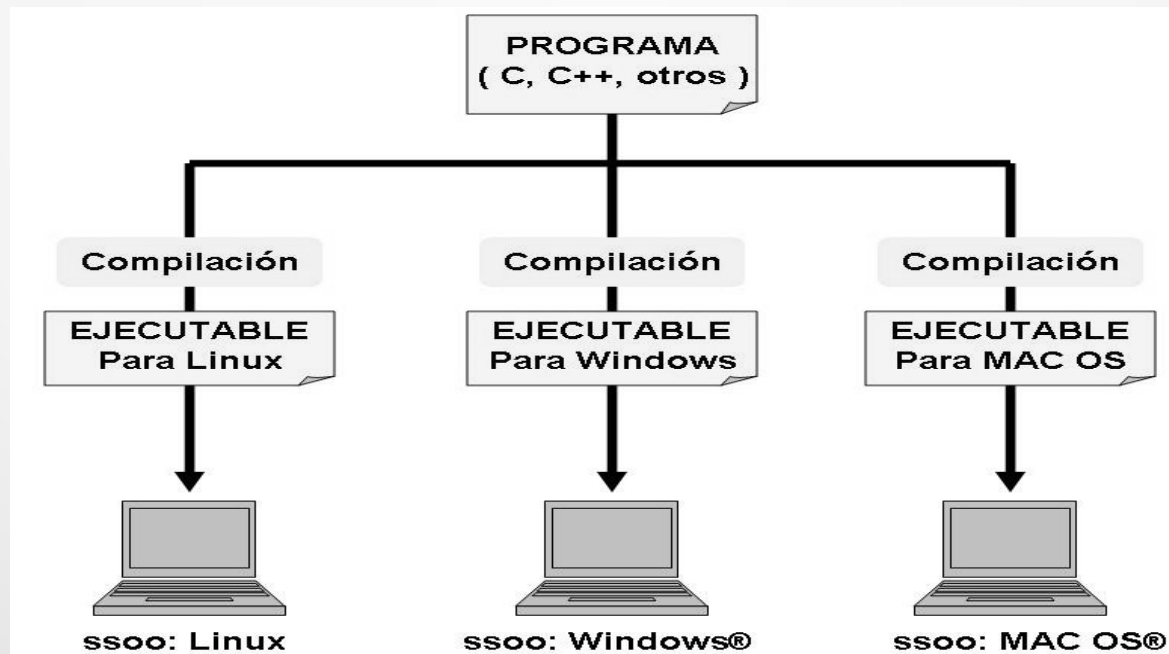 PROGRAMA
( C, C++, otros )
Compilación
Compilación
Compilación
EJECUTABLE
Para Linux
EJECUTABLE
Para Windows
EJECUTABLE
Para MAC OS
ssoo: Linux
ssoo: Windows®
ssoo: MAC OS®